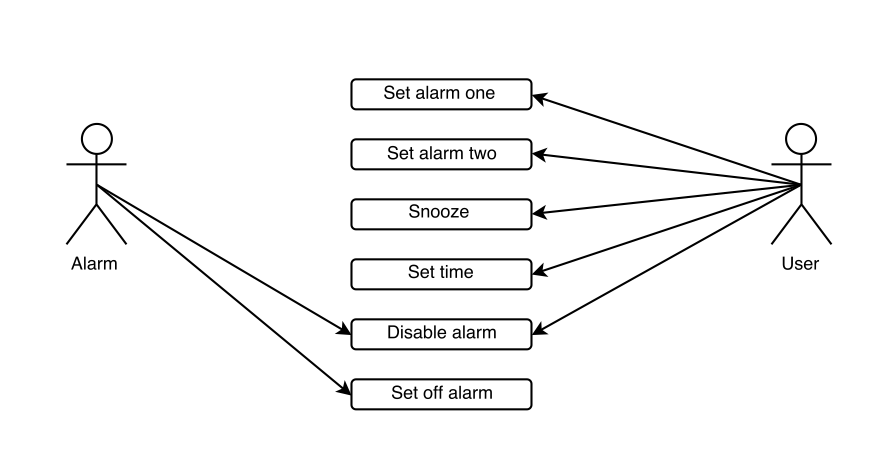 Set alarm one
Set alarm two
Snooze
Set time
Disable alarm
Set off alarm
Alarm
User